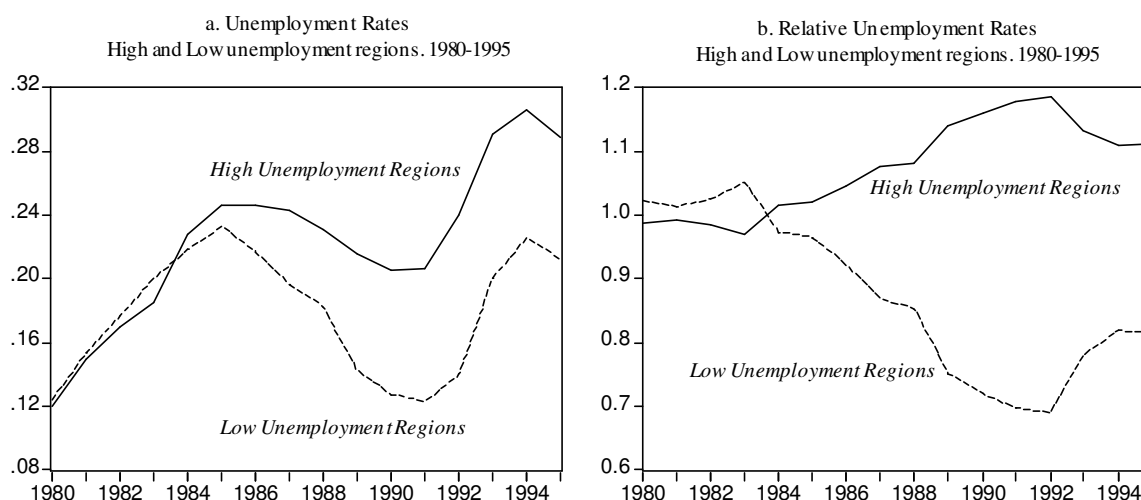 a. Unemployment Rates
High and Low unemployment regions. 1980-1995
.32
.28
.24
.20
.16
.12
.08
High Unemployment Regions
Low Unemployment Regions
1980 1982 1984 1986 1988 1990 1992 1994
b. Relative Unemployment Rates
High and Low unemployment regions. 1980-1995
1.2
1.1
1.0
0.9
0.8
0.7
0.6
High Unemployment Regions
Low Unemployment Regions
1980 1982 1984 1986 1988 1990 1992 1994